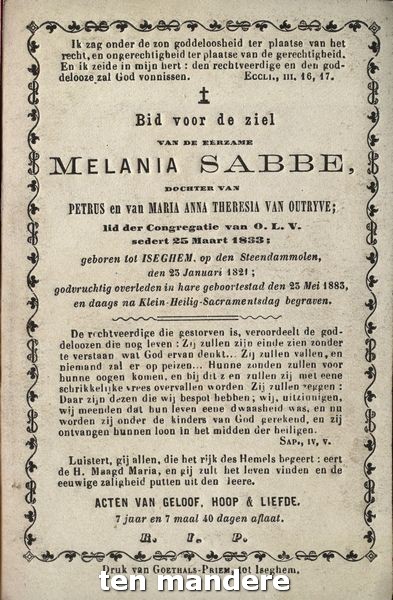 Ik zag onder de zon goddeloosheid ter plaatse van het
recht, en ongerechtigheid ter plaatse van de gerechtigheid.
En ik zeide in mijn hert : den rechtveerdige en den god-
delooze zal God vonnissen. ECCLI., III. 16, 17.
Bid voor de ziel
VAN DE EERZAME
MELANIA SABBE,
DOCHTER VAN
PETRUS en van MARIA ANNA THERESIA VAN OUTRYVE;
lid der Congregatie van O. L. V.
sedert 25 Maart 1833;
geboren tot ISEGHEM, op den Steendammolen,
den 23 Januari 1821;
godvruchtig overleden in hare geboortestad den 23 Mei 1883,
en daags na Klein-Heilig-Sacramentsdag begraven.
De rechtveerdige die gestorven is, veroordeelt de god-
deloozen die nog leven : Zij zullen zijn einde zien zonder
te verstaan wat God ervan denkt... Zij zullen vallen, en
niemand zal er op peizen... Hunne zonden zullen voor
hunne oogen komen, en bij dit zien zullen zij met eene
schrikkelijke vrees overvallen worden. Zij zullen zeggen :
Daar zijn dezen die wij bespot hebben; wij, uitzinnigen,
wij meenden dat hun leven eene dwaasheid was, en nu
worden zij onder de kinders van God gerekend, en zij
ontvangen hunnen loon in het midden der heiligen.
SAP., IV, V.
Luistert, gij allen, die het rijk des Hemels begeert : eert
de H. Maagd Maria, en gij zult het leven vinden en de
eeuwige zaligheid putten uit den Heere.
ACTEN VAN GELOOF, HOOP & LIEFDE.
7 jaar en 7 maal 40 dagen aflaat.
R. I. P.
Druk van GOETHALS-PRIEM, tot Iseghem.
ten mandere